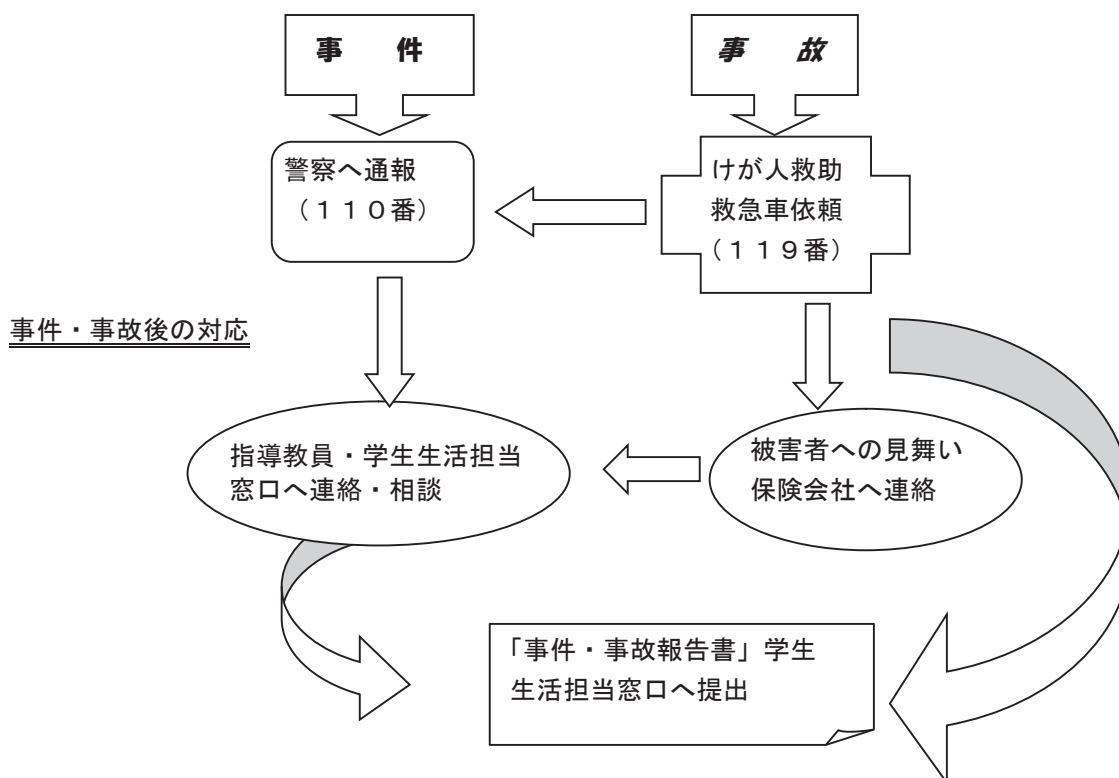 事　件
事　故
警察へ通報
（１１０番）
けが人救助
救急車依頼
（１１９番）
事件・事故後の対応
指導教員・学生生活担当
窓口へ連絡・相談
被害者への見舞い
保険会社へ連絡
「事件・事故報告書」学生
生活担当窓口へ提出